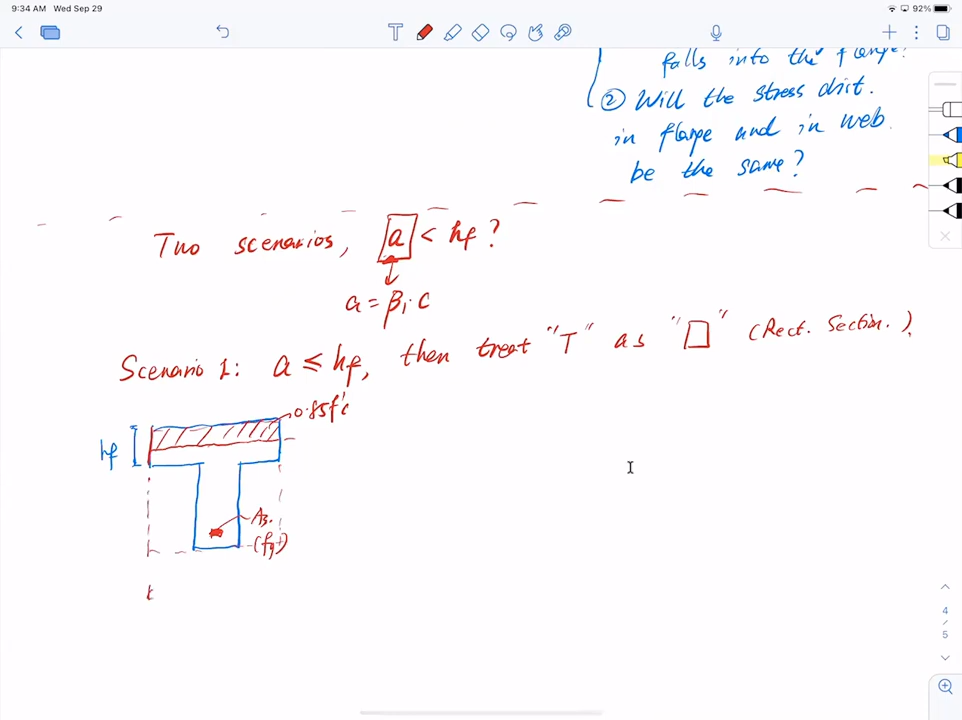 9:34 AM Wed Sep 29
92%
falls into the flange?
② Will the stress dist.
in flange and in web
be the same?
Two scenarios, a < hf ?
a = β₁·c
Scenario 1: a ≤ hf, then treat "T" as "□" (Rect. Section.)
0.85f'c
hf
As.
(fy)
4
/
5